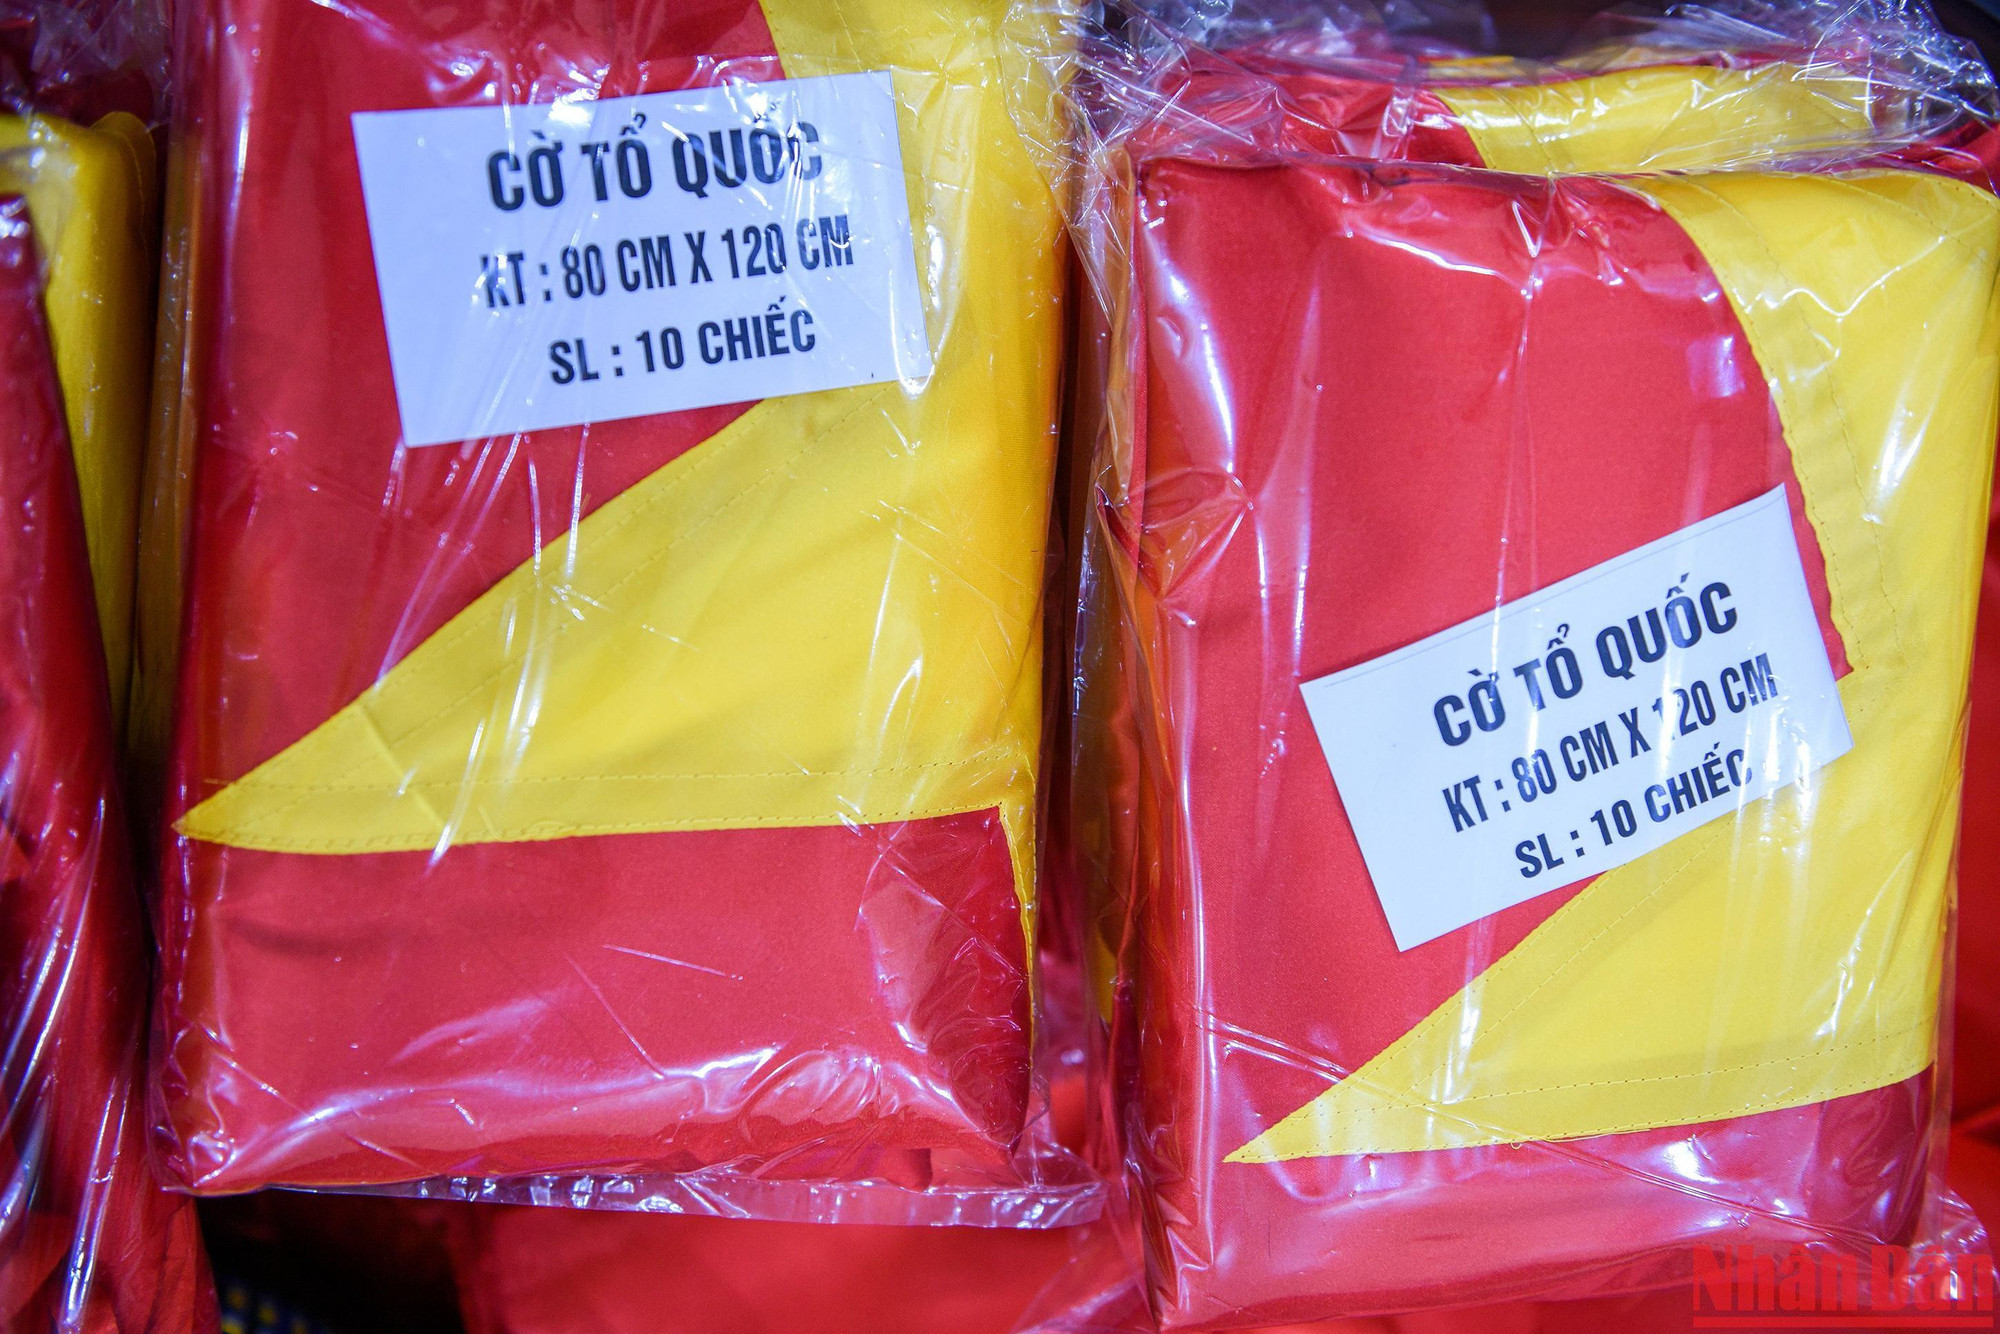 CỜ TỔ QUỐC
KT : 80 CM X 120 CM
SL : 10 CHIẾC
CỜ TỔ QUỐC
KT : 80 CM X 120 CM
SL : 10 CHIẾC
Nhân Dân